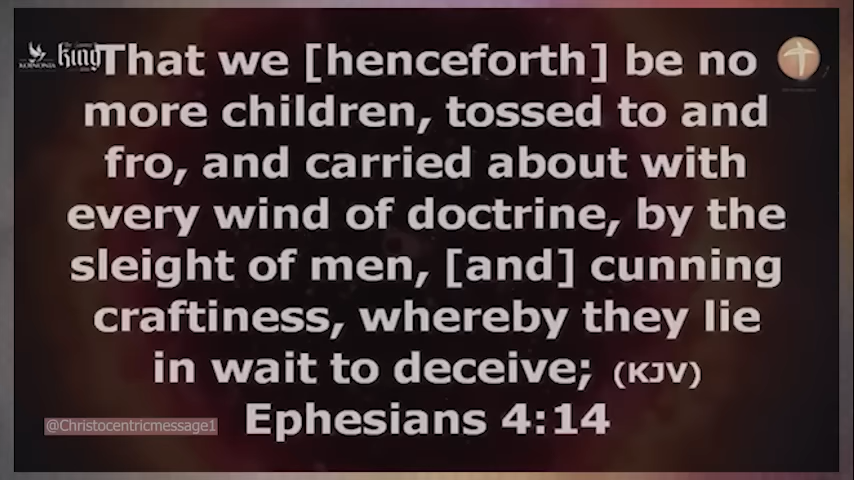 KOINONIA
king
That we [henceforth] be no
more children, tossed to and
fro, and carried about with
every wind of doctrine, by the
sleight of men, [and] cunning
craftiness, whereby they lie
in wait to deceive; (KJV)
@Christocentricmessage1
Ephesians 4:14